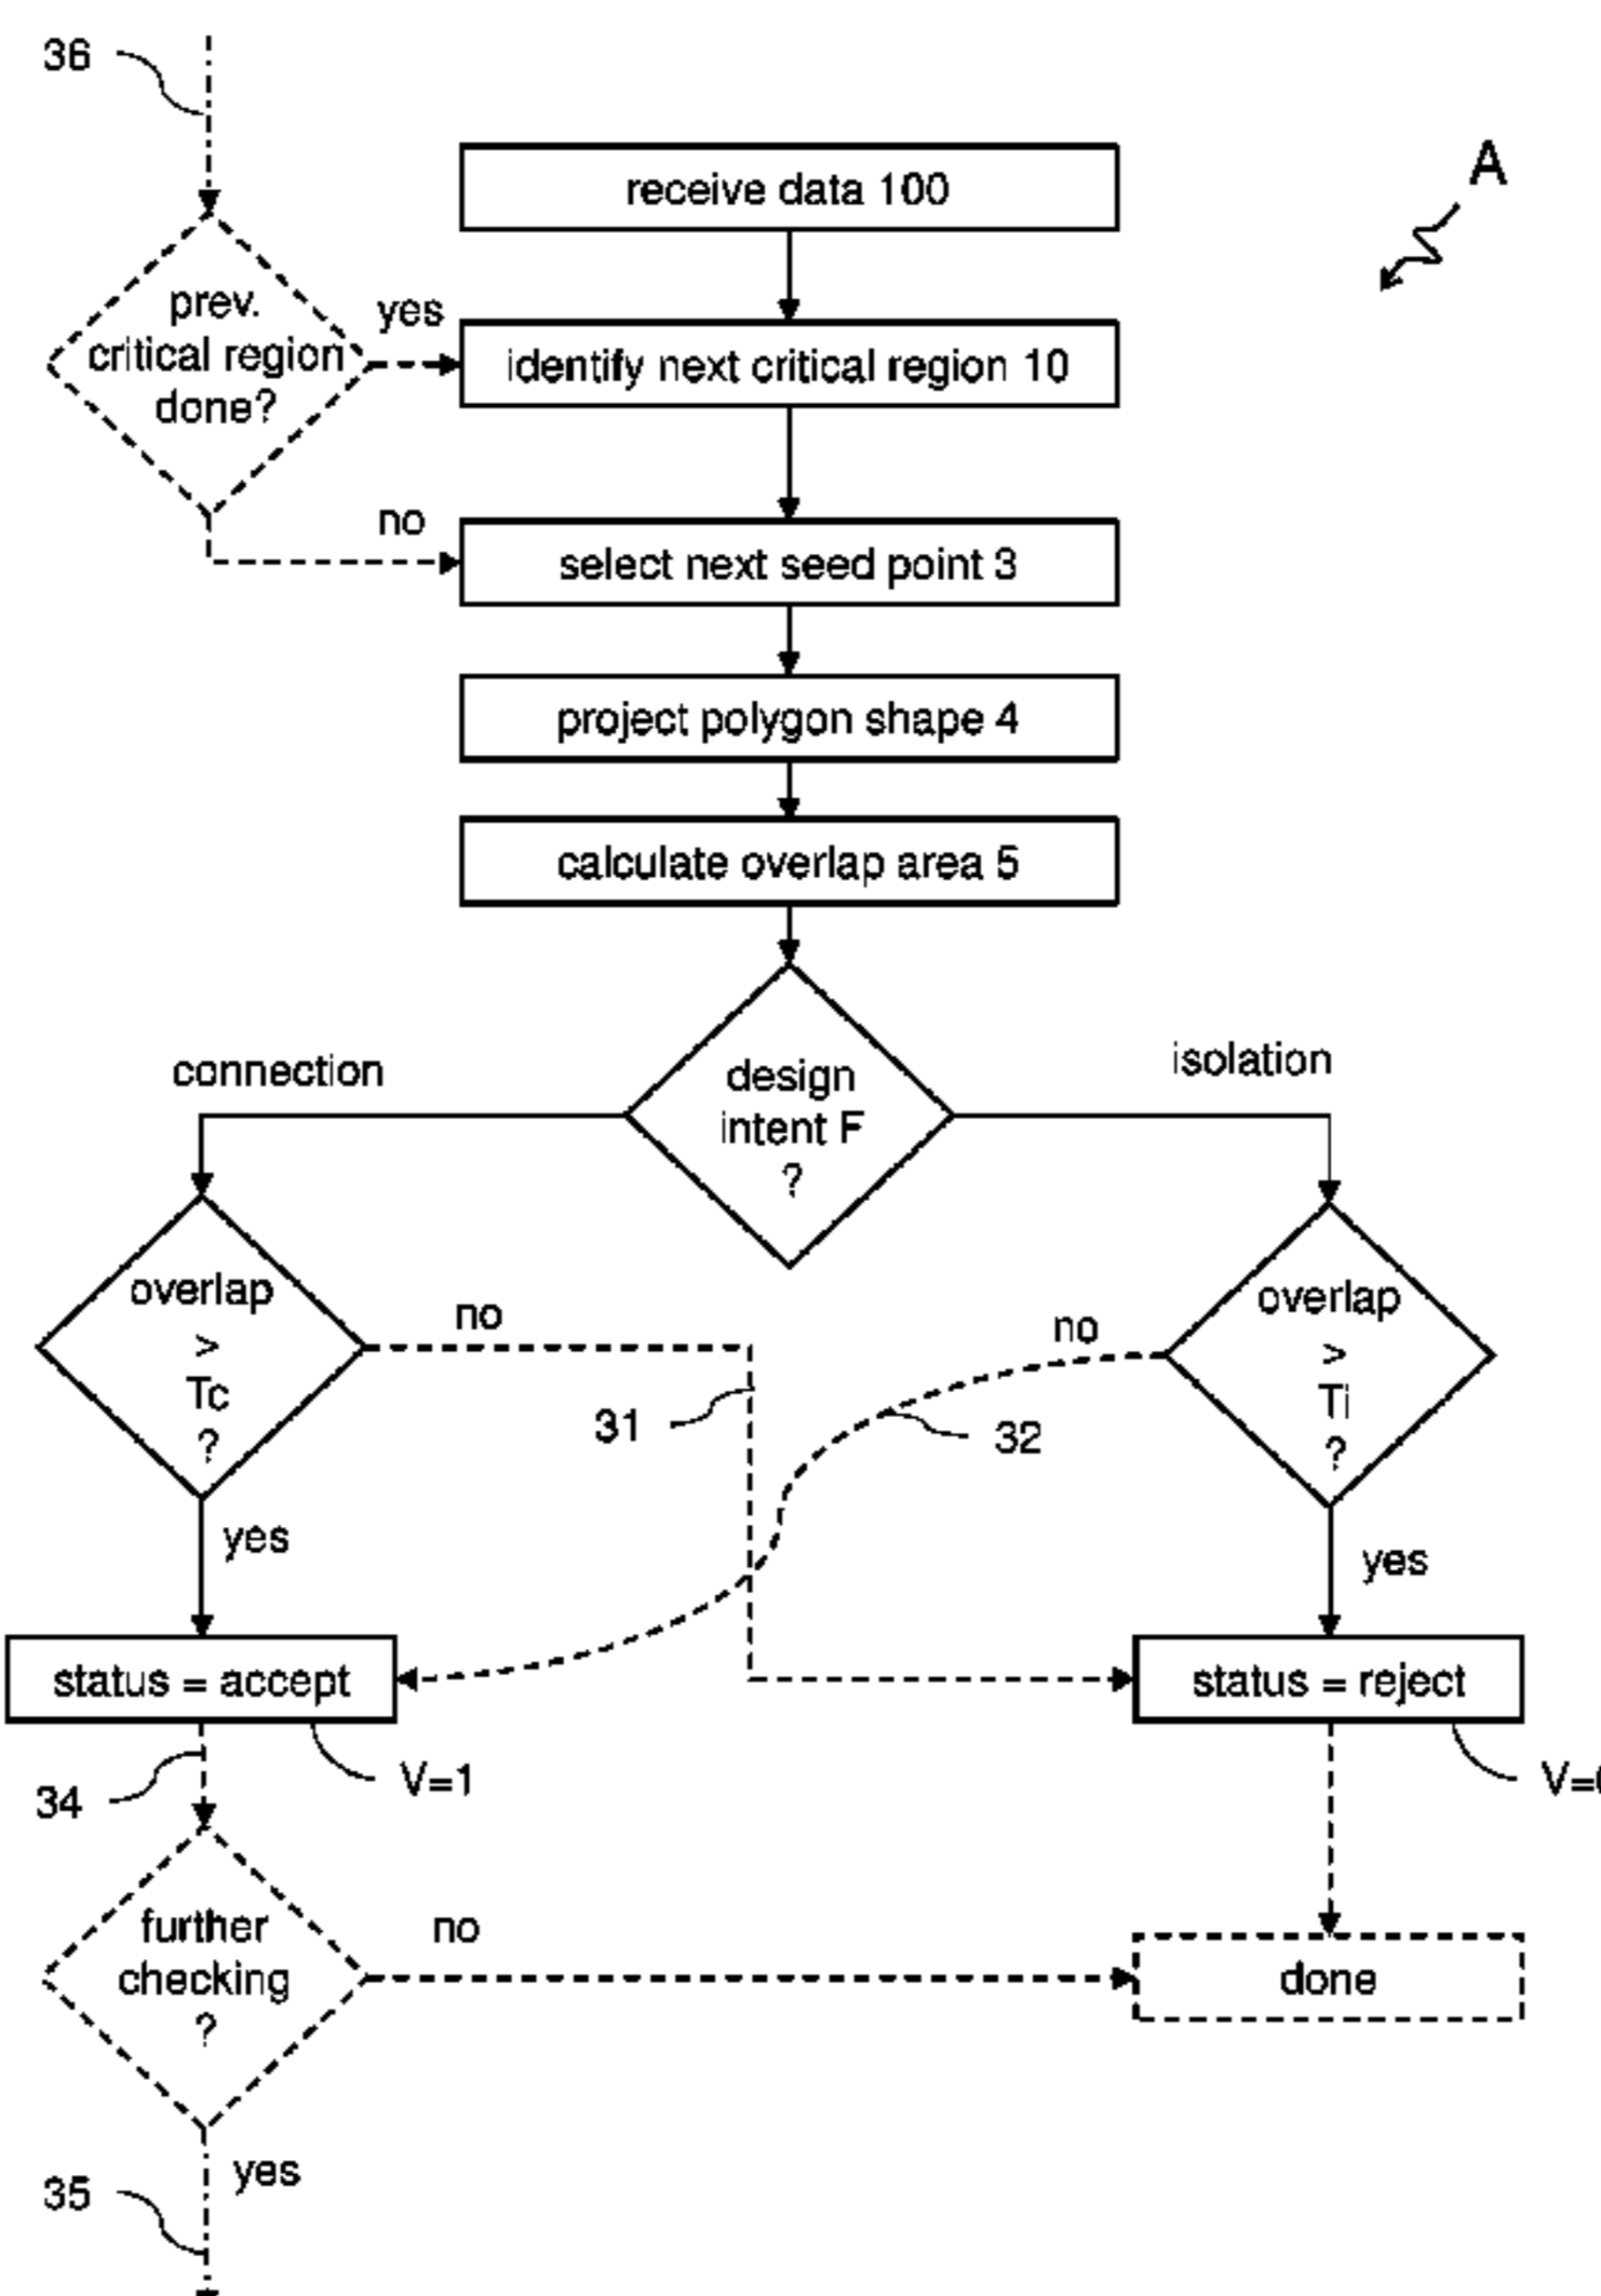 36
receive data 100
A
prev.
critical region
done?
yes
identify next critical region 10
no
select next seed point 3
project polygon shape 4
calculate overlap area 5
connection
design
intent F
?
isolation
overlap
>
Tc
?
no
31
no
32
overlap
>
Ti
?
yes
yes
status = accept
status = reject
34
V=1
V=
further
checking
?
no
done
yes
35